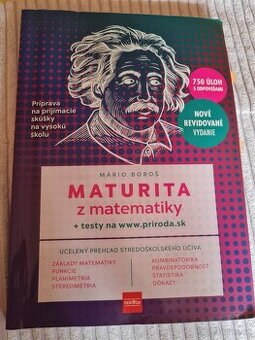 750 ÚLOH
S ODPOVEĎAMI
NOVÉ
REVIDOVANÉ
VYDANIE
Príprava
na prijímacie
skúšky
na vysokú
školu
MÁRIO BOROŠ
MATURITA
z matematiky
+ testy na www.priroda.sk
UCELENÝ PREHĽAD STREDOŠKOLSKÉHO UČIVA
ZÁKLADY MATEMATIKY
FUNKCIE
PLANIMETRIA
STEREOMETRIA
KOMBINATORIKA
PRAVDEPODOBNOSŤ
ŠTATISTIKA
DÔKAZY
PRÍRODA